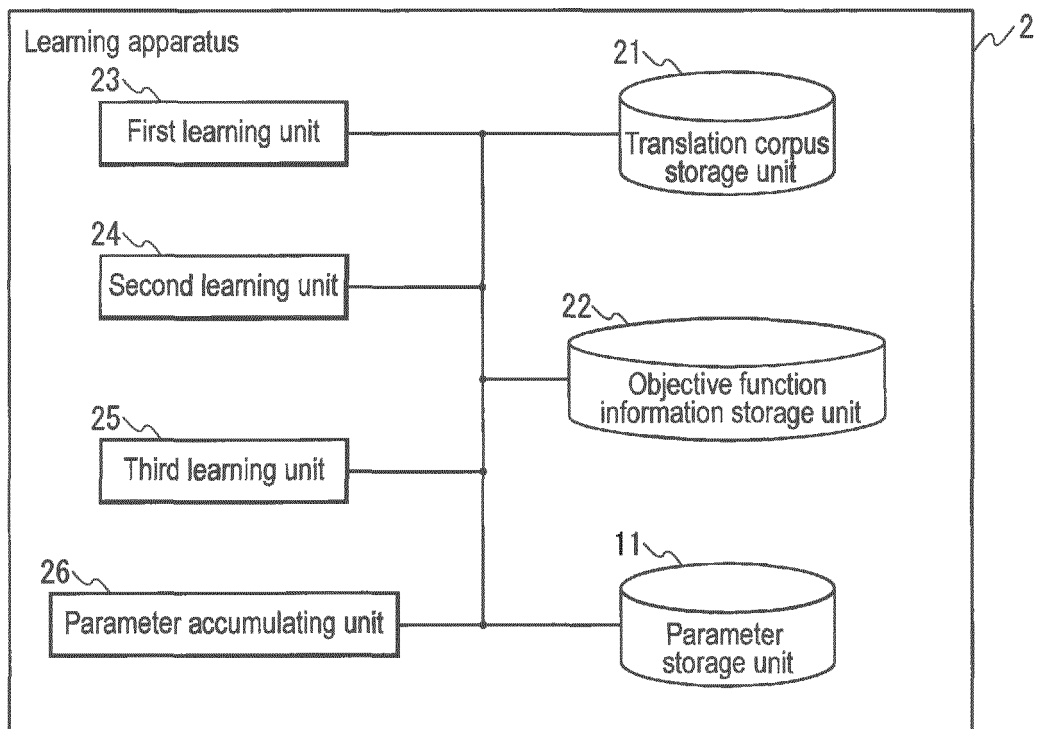 2
Learning apparatus
23
First learning unit
21
Translation corpus
storage unit
24
Second learning unit
22
Objective function
information storage unit
25
Third learning unit
26
Parameter accumulating unit
11
Parameter
storage unit